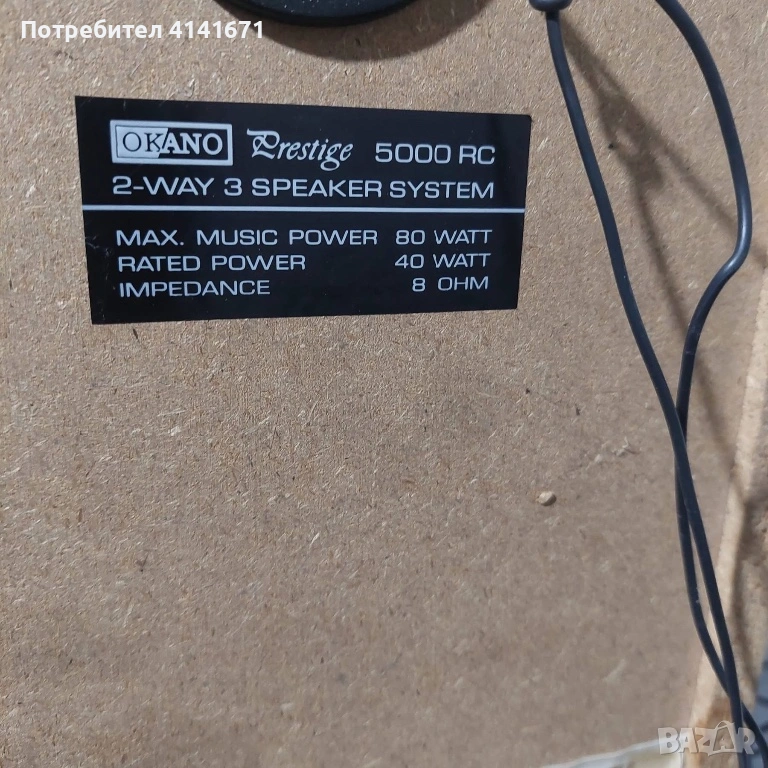 Потребител 4141671
OKANO Prestige 5000 RC
2-WAY 3 SPEAKER SYSTEM
MAX. MUSIC POWER 80 WATT
RATED POWER 40 WATT
IMPEDANCE 8 OHM
BAZAR